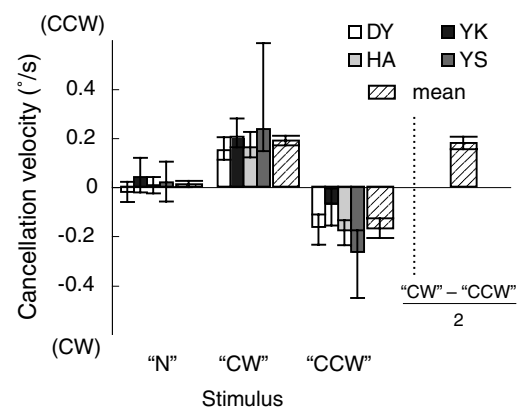 (CCW)
DY YK
HA YS
mean
Cancellation velocity (˚/s)
0.4
0.2
0
-0.2
-0.4
(CW)
“CW” – “CCW”
2
“N” “CW” “CCW”
Stimulus